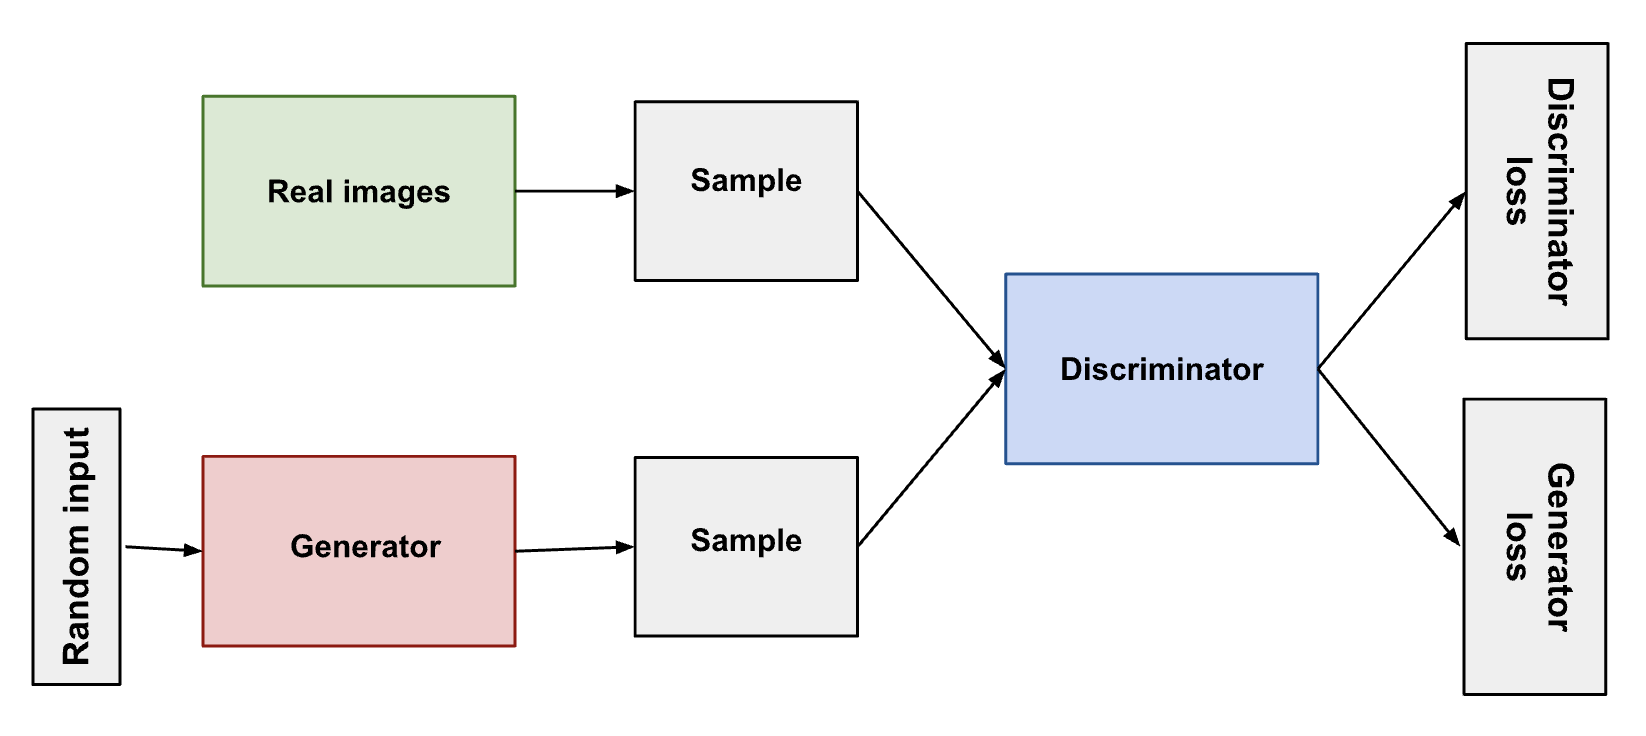 Real images
Sample
Discriminator
loss
Discriminator
Random input
Generator
Sample
Generator
loss